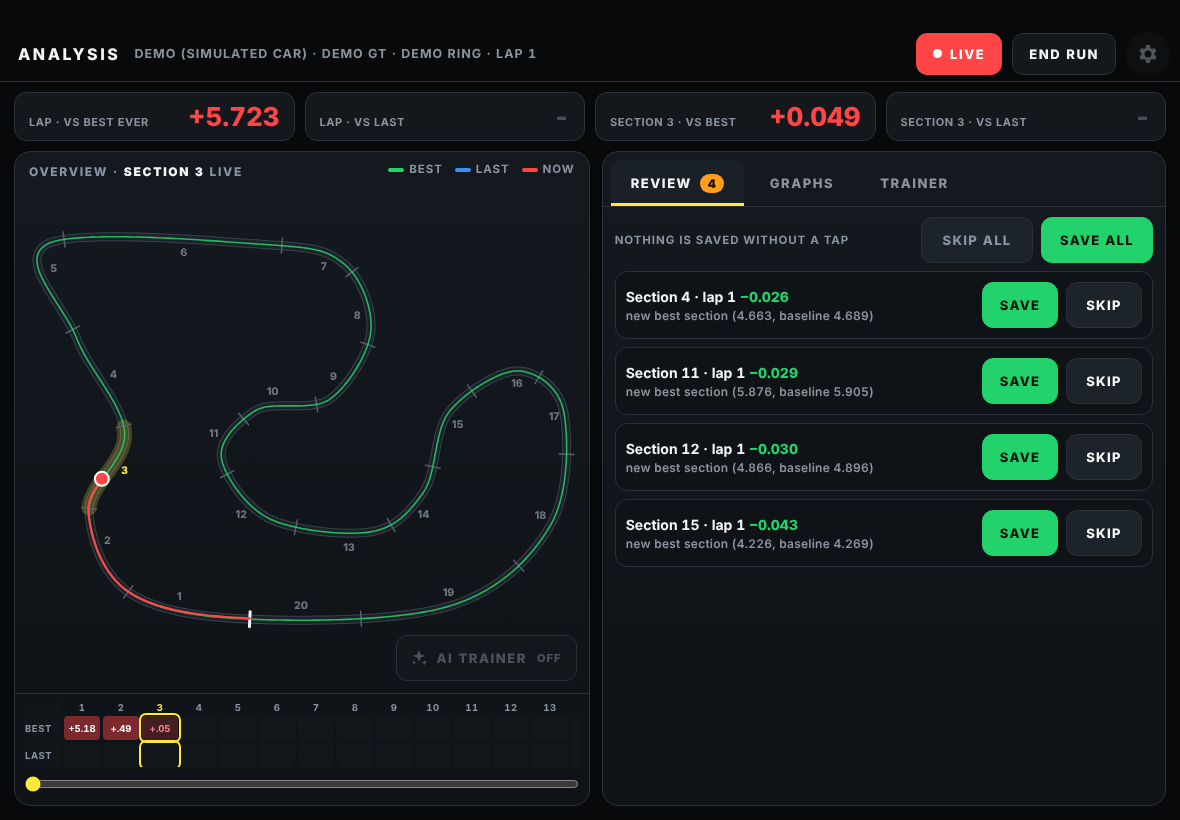 ANALYSIS DEMO (SIMULATED CAR) · DEMO GT · DEMO RING · LAP 1
LIVE
END RUN
LAP · VS BEST EVER +5.723
LAP · VS LAST –
SECTION 3 · VS BEST +0.049
SECTION 3 · VS LAST –
OVERVIEW · SECTION 3 LIVE
BEST LAST NOW
6
5
7
8
4
9
10
16
17
11
15
3
12
14
18
2
13
1
20
19
AI TRAINER OFF
1 2 3 4 5 6 7 8 9 10 11 12 13
BEST +5.18 +.49 +.05
LAST
REVIEW 4 GRAPHS TRAINER
NOTHING IS SAVED WITHOUT A TAP SKIP ALL SAVE ALL
Section 4 · lap 1 −0.026
new best section (4.663, baseline 4.689)
SAVE SKIP
Section 11 · lap 1 −0.029
new best section (5.876, baseline 5.905)
SAVE SKIP
Section 12 · lap 1 −0.030
new best section (4.866, baseline 4.896)
SAVE SKIP
Section 15 · lap 1 −0.043
new best section (4.226, baseline 4.269)
SAVE SKIP